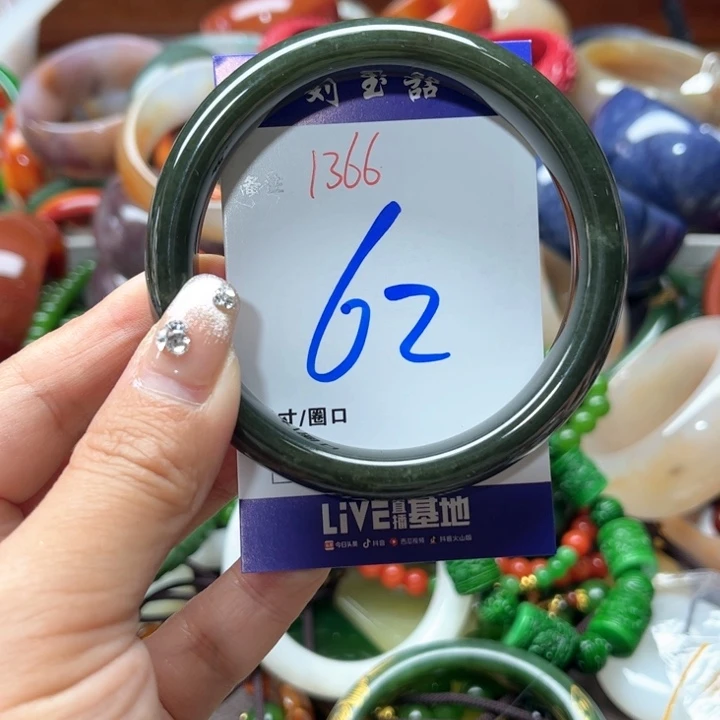 刘玉喆
备注
1366
62
寸/圈口
LIVE直播基地
今日头条 抖音 西瓜视频 抖音火山版